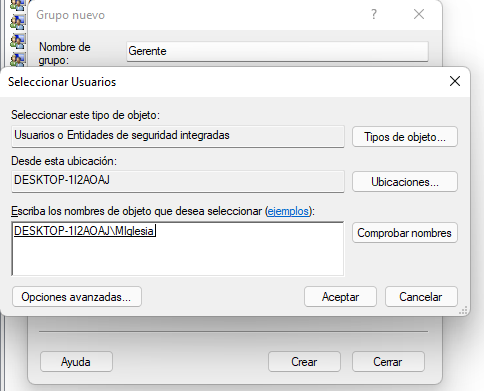 Grupo nuevo
Nombre de
grupo:
Gerente
Seleccionar Usuarios
Seleccionar este tipo de objeto:
Usuarios o Entidades de seguridad integradas
Tipos de objeto...
Desde esta ubicación:
DESKTOP-1I2AOAJ
Ubicaciones...
Escriba los nombres de objeto que desea seleccionar (ejemplos):
DESKTOP-1I2AOAJ\MIglesia
Comprobar nombres
Opciones avanzadas...
Aceptar
Cancelar
Ayuda
Crear
Cerrar